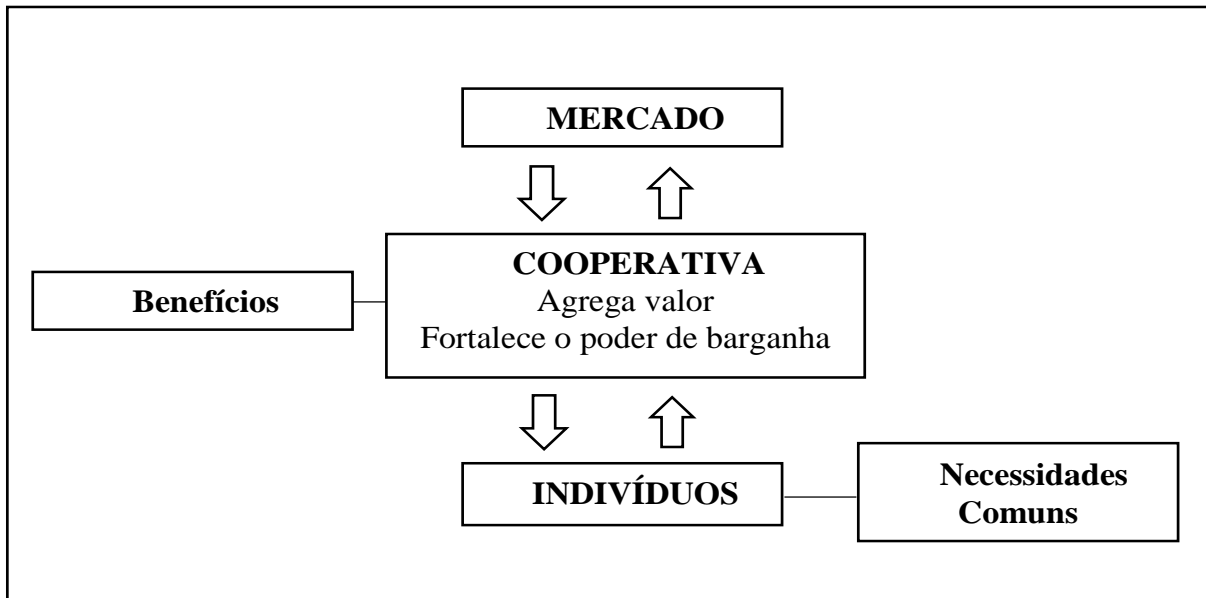 MERCADO
COOPERATIVA
Agrega valor
Fortalece o poder de barganha
Benefícios
INDIVÍDUOS
Necessidades
Comuns